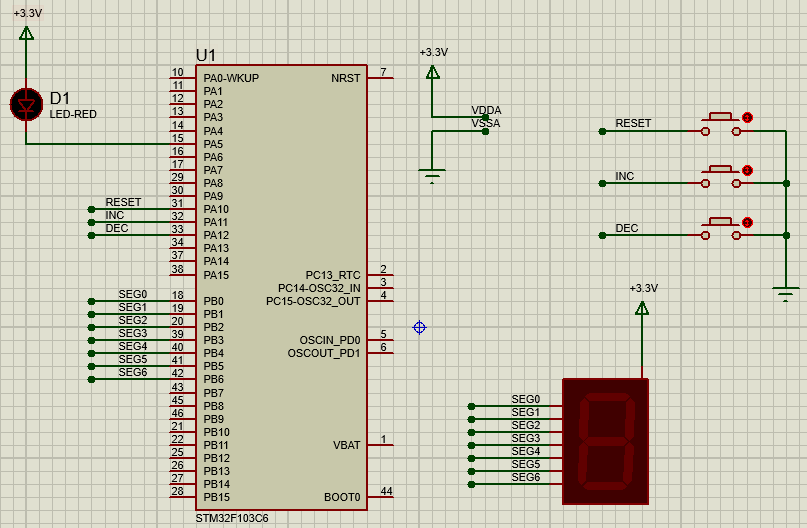 +3.3V
D1
LED-RED
U1
10 PA0-WKUP
11 PA1
12 PA2
13 PA3
14 PA4
15 PA5
16 PA6
17 PA7
29 PA8
30 PA9
RESET 31 PA10
INC 32 PA11
DEC 33 PA12
34 PA13
37 PA14
38 PA15
SEG0 18 PB0
SEG1 19 PB1
SEG2 20 PB2
SEG3 39 PB3
SEG4 40 PB4
SEG5 41 PB5
SEG6 42 PB6
43 PB7
45 PB8
46 PB9
21 PB10
22 PB11
25 PB12
26 PB13
27 PB14
28 PB15
NRST 7
PC13_RTC 2
PC14-OSC32_IN 3
PC15-OSC32_OUT 4
OSCIN_PD0 5
OSCOUT_PD1 6
VBAT 1
BOOT0 44
STM32F103C6
+3.3V
VDDA
VSSA
RESET
INC
DEC
+3.3V
SEG0
SEG1
SEG2
SEG3
SEG4
SEG5
SEG6